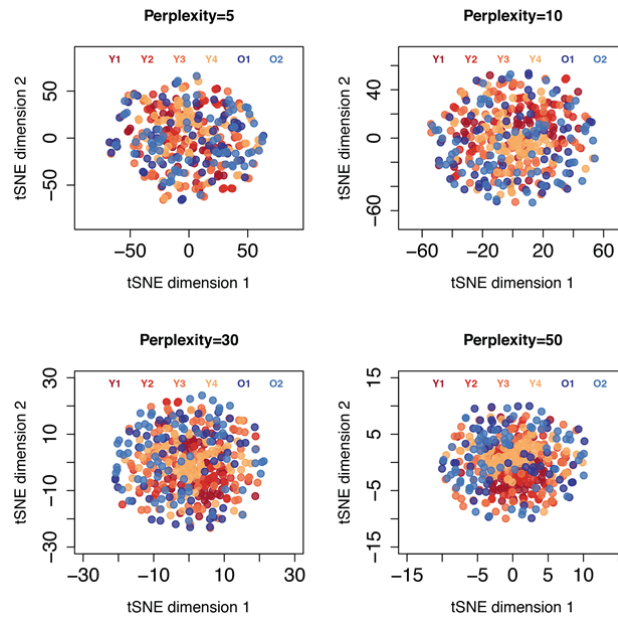 Perplexity=5
Y1 Y2 Y3 Y4 O1 O2
tSNE dimension 2
50
0
−50
−50 0 50
tSNE dimension 1
Perplexity=10
Y1 Y2 Y3 Y4 O1 O2
tSNE dimension 2
40
0
−60
−60 −20 20 60
tSNE dimension 1
Perplexity=30
Y1 Y2 Y3 Y4 O1 O2
tSNE dimension 2
30
10
−10
−30
−30 −10 10 30
tSNE dimension 1
Perplexity=50
Y1 Y2 Y3 Y4 O1 O2
tSNE dimension 2
15
5
−5
−15
−15 −5 0 5 10
tSNE dimension 1